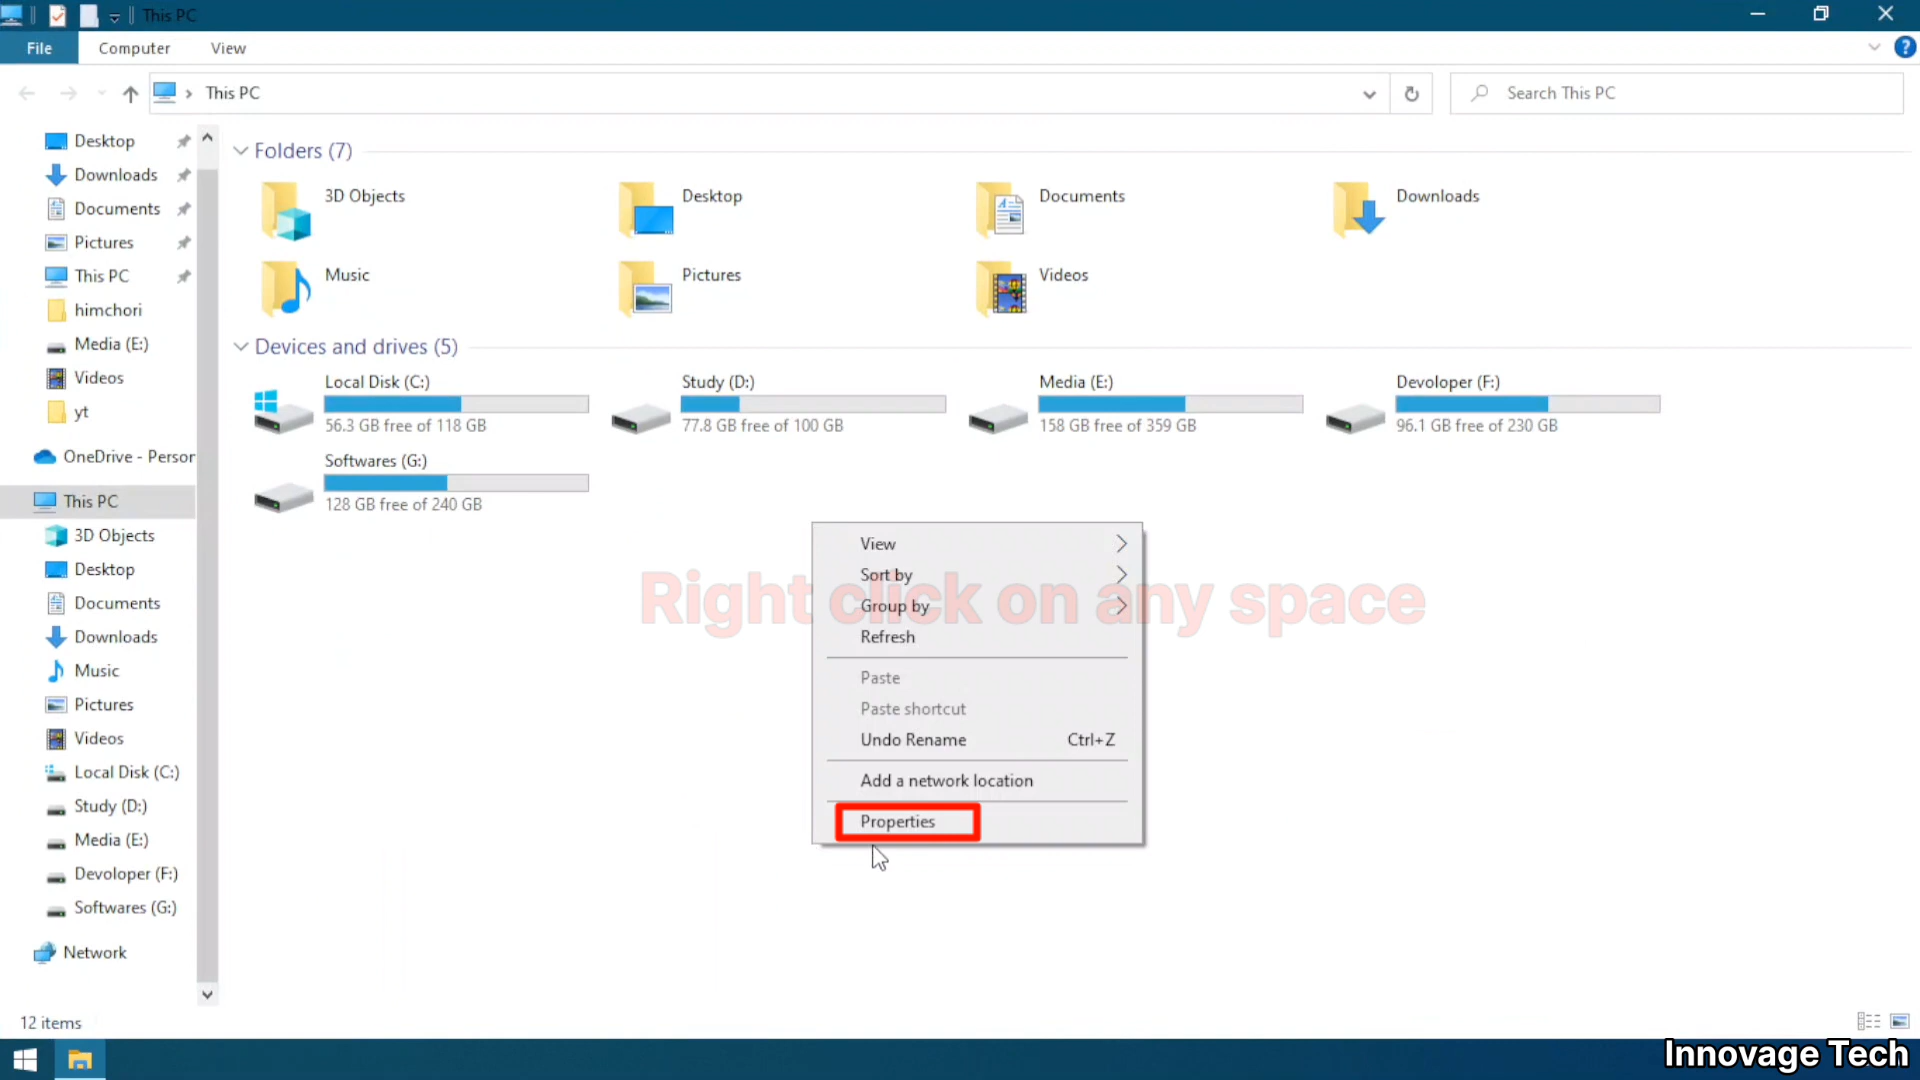 This PC
File
Computer
View
This PC
Search This PC
Desktop
Downloads
Documents
Pictures
This PC
himchori
Media (E:)
Videos
yt
OneDrive - Person
This PC
3D Objects
Desktop
Documents
Downloads
Music
Pictures
Videos
Local Disk (C:)
Study (D:)
Media (E:)
Devoloper (F:)
Softwares (G:)
Network
Folders (7)
3D Objects
Desktop
Documents
Downloads
Music
Pictures
Videos
Devices and drives (5)
Local Disk (C:)
56.3 GB free of 118 GB
Study (D:)
77.8 GB free of 100 GB
Media (E:)
158 GB free of 359 GB
Devoloper (F:)
96.1 GB free of 230 GB
Softwares (G:)
128 GB free of 240 GB
Right click on any space
View
Sort by
Group by
Refresh
Paste
Paste shortcut
Undo Rename Ctrl+Z
Add a network location
Properties
12 items
Innovage Tech